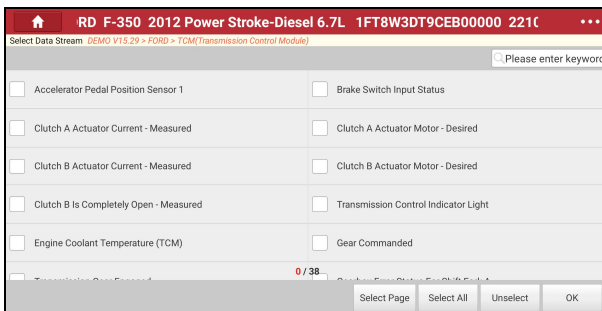 RD F-350 2012 Power Stroke-Diesel 6.7L 1FT8W3DT9CEB00000 221
Select Data Stream DEMO V15.29 > FORD > TCM(Transmission Control Module)
Please enter keyword
Accelerator Pedal Position Sensor 1
Brake Switch Input Status
Clutch A Actuator Current - Measured
Clutch A Actuator Motor - Desired
Clutch B Actuator Current - Measured
Clutch B Actuator Motor - Desired
Clutch B Is Completely Open - Measured
Transmission Control Indicator Light
Engine Coolant Temperature (TCM)
Gear Commanded
0 / 38
Select Page
Select All
Unselect
OK